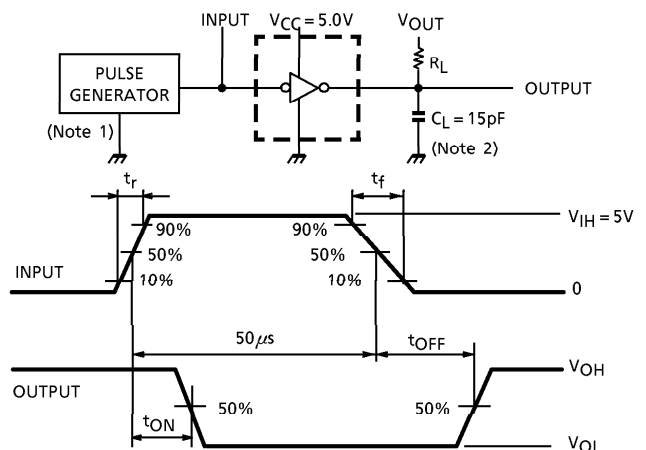 INPUT
VCC = 5.0V
VOUT
PULSE
GENERATOR
RL
OUTPUT
(Note 1)
CL = 15pF
(Note 2)
tr
tf
90%
90%
VIH = 5V
50%
50%
INPUT
10%
10%
0
50μs
tOFF
VOH
OUTPUT
50%
50%
tON
VOL